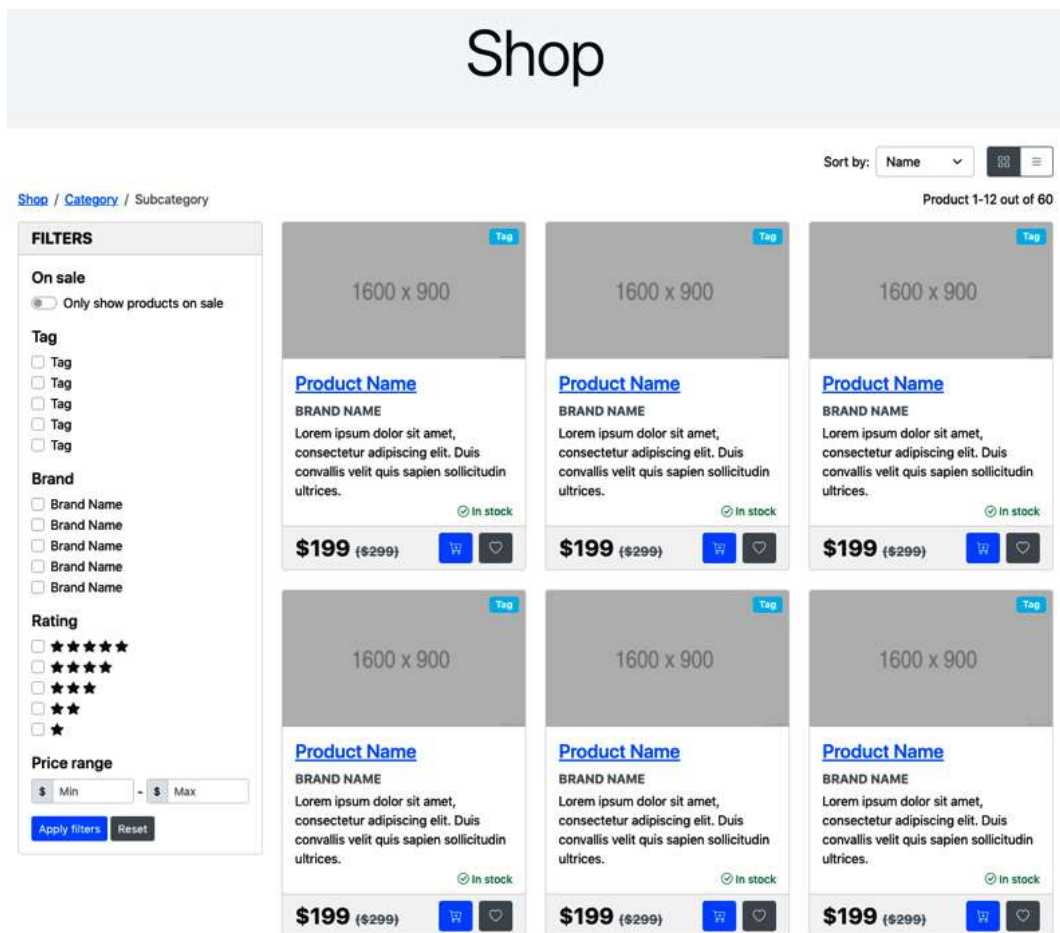 Shop
Sort by: Name
Shop / Category / Subcategory
Product 1-12 out of 60
FILTERS
On sale
Only show products on sale
Tag
Tag
Tag
Tag
Tag
Tag
Brand
Brand Name
Brand Name
Brand Name
Brand Name
Brand Name
Rating
Price range
$ Min - $ Max
Apply filters Reset
Tag
1600 x 900
Product Name
BRAND NAME
Lorem ipsum dolor sit amet,
consectetur adipiscing elit. Duis
convallis velit quis sapien sollicitudin
ultrices.
In stock
$199 ($299)
Tag
1600 x 900
Product Name
BRAND NAME
Lorem ipsum dolor sit amet,
consectetur adipiscing elit. Duis
convallis velit quis sapien sollicitudin
ultrices.
In stock
$199 ($299)
Tag
1600 x 900
Product Name
BRAND NAME
Lorem ipsum dolor sit amet,
consectetur adipiscing elit. Duis
convallis velit quis sapien sollicitudin
ultrices.
In stock
$199 ($299)
Tag
1600 x 900
Product Name
BRAND NAME
Lorem ipsum dolor sit amet,
consectetur adipiscing elit. Duis
convallis velit quis sapien sollicitudin
ultrices.
In stock
$199 ($299)
Tag
1600 x 900
Product Name
BRAND NAME
Lorem ipsum dolor sit amet,
consectetur adipiscing elit. Duis
convallis velit quis sapien sollicitudin
ultrices.
In stock
$199 ($299)
Tag
1600 x 900
Product Name
BRAND NAME
Lorem ipsum dolor sit amet,
consectetur adipiscing elit. Duis
convallis velit quis sapien sollicitudin
ultrices.
In stock
$199 ($299)